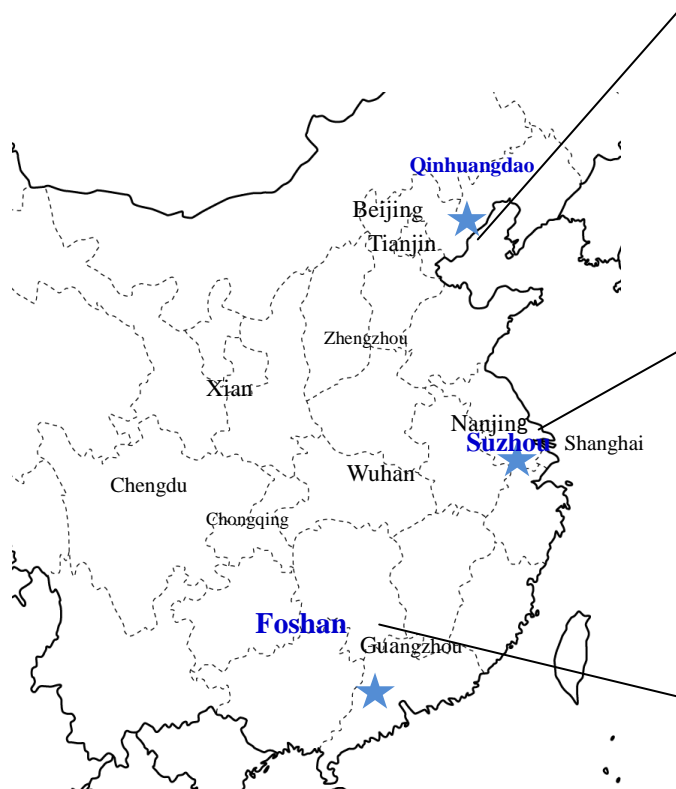 Qinhuangdao
Beijing
Tianjin
Zhengzhou
Xian
Nanjing
Suzhou
Shanghai
Wuhan
Chengdu
Chongqing
Foshan
Guangzhou